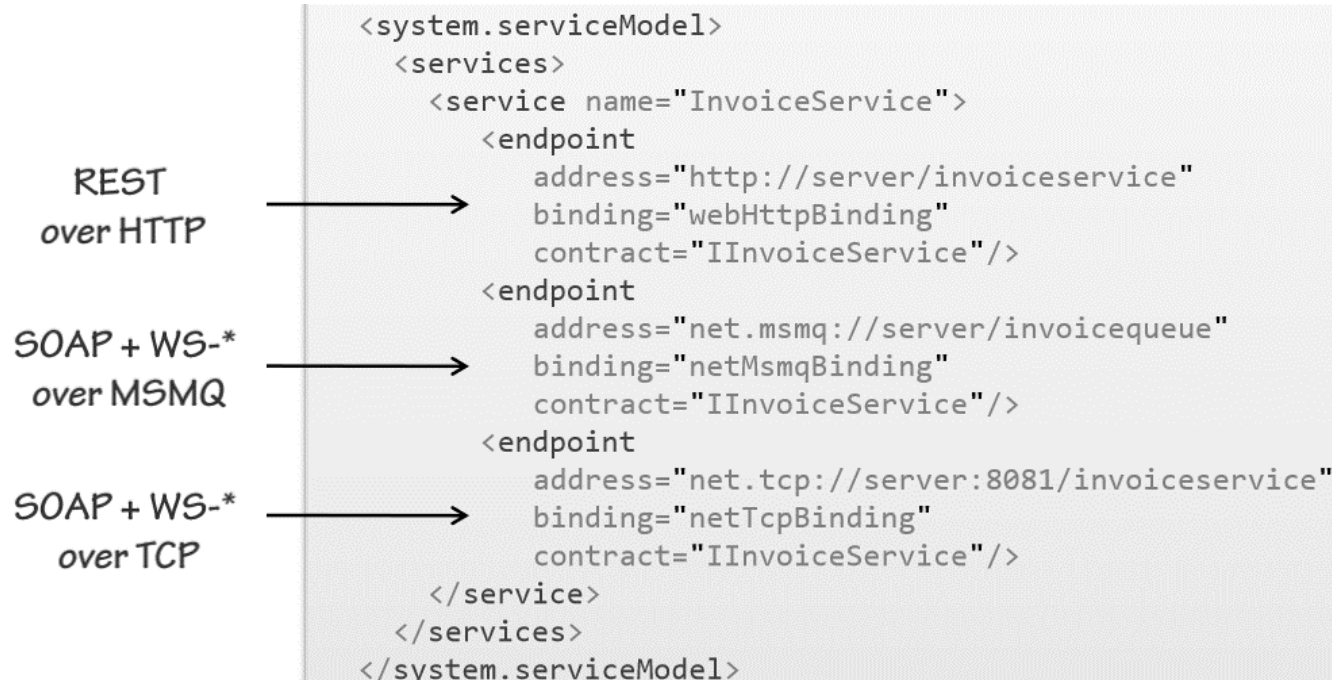 <system.serviceModel>
<services>
<service name="InvoiceService">
<endpoint
address="http://server/invoiceservice"
binding="webHttpBinding"
contract="IInvoiceService"/>
<endpoint
address="net.msmq://server/invoicequeue"
binding="netMsmqBinding"
contract="IInvoiceService"/>
<endpoint
address="net.tcp://server:8081/invoiceservice"
binding="netTcpBinding"
contract="IInvoiceService"/>
</service>
</services>
</system.serviceModel>
REST
over HTTP
SOAP + WS-*
over MSMQ
SOAP + WS-*
over TCP